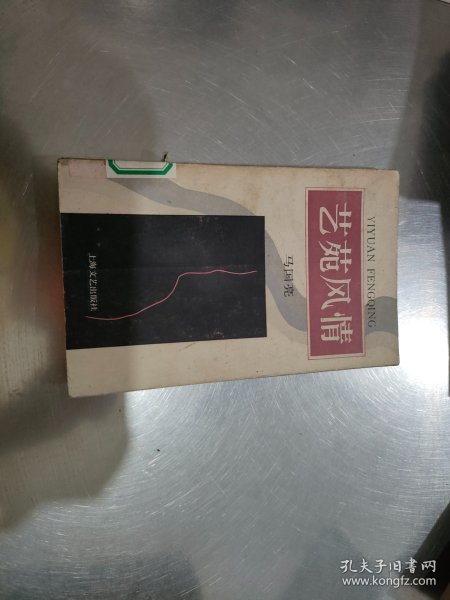 YIYUAN FENGQING
艺苑风情
马国亮
上海文艺出版社
孔夫子旧书网
www.kongfz.com